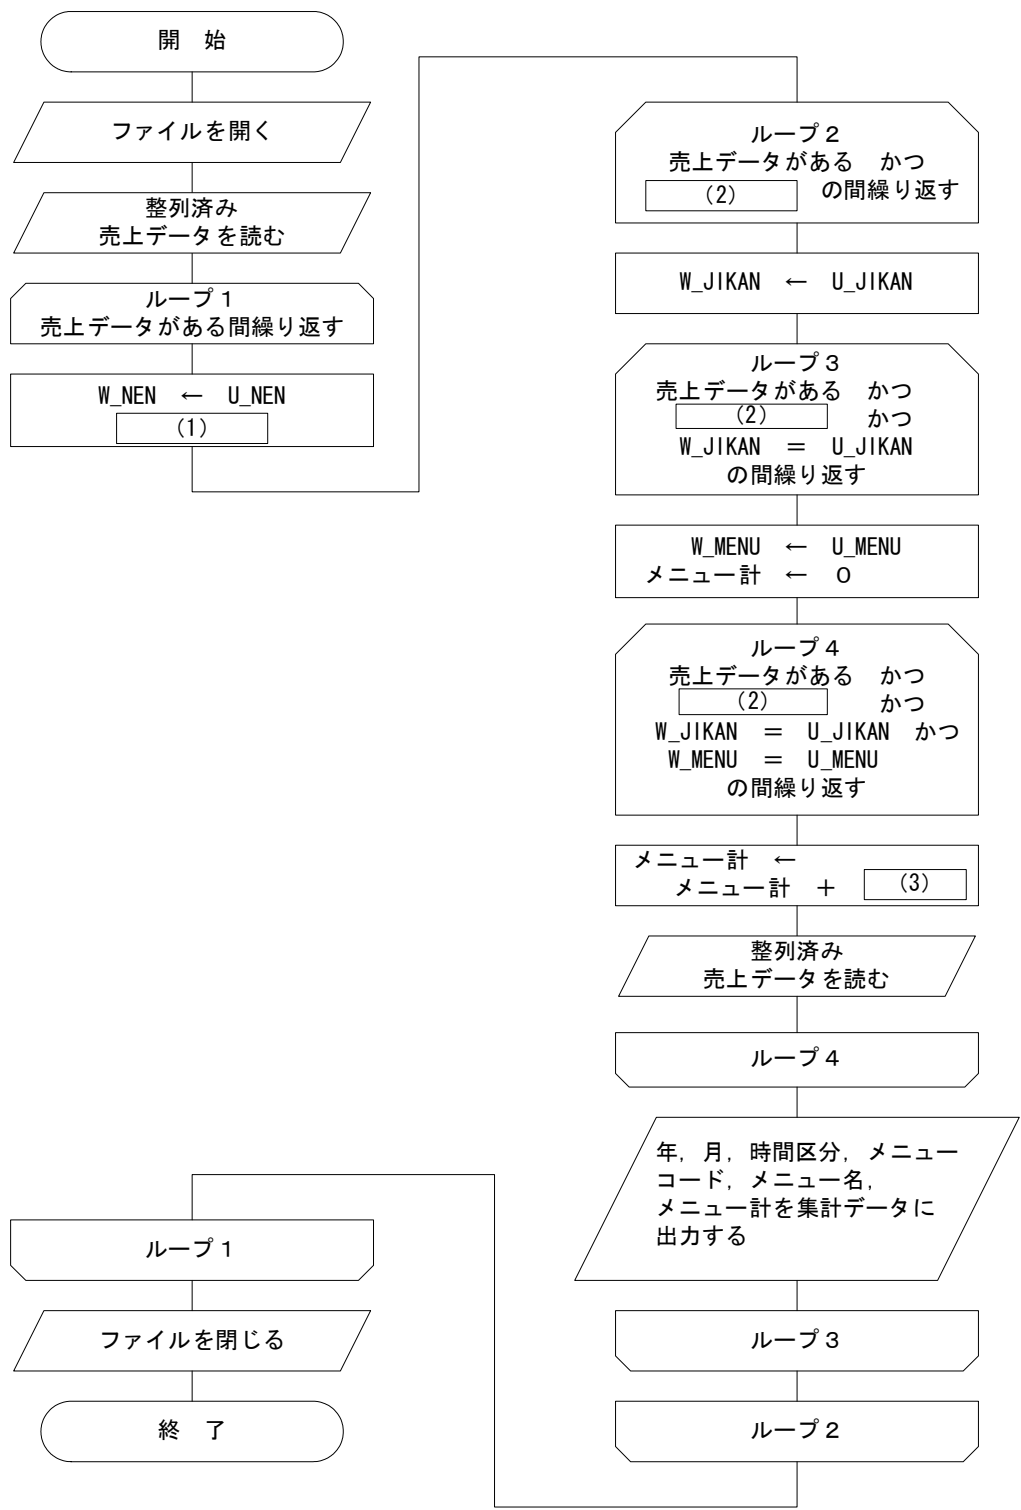 開　始
ファイルを開く
整列済み
売上データを読む
ループ１
売上データがある間繰り返す
W_NEN ← U_NEN
(1)
ループ２
売上データがある　かつ
(2)　の間繰り返す
W_JIKAN ← U_JIKAN
ループ３
売上データがある　かつ
(2)　かつ
W_JIKAN ＝ U_JIKAN
の間繰り返す
W_MENU ← U_MENU
メニュー計 ← ０
ループ４
売上データがある　かつ
(2)　かつ
W_JIKAN ＝ U_JIKAN かつ
W_MENU ＝ U_MENU
の間繰り返す
メニュー計 ←
メニュー計 ＋ (3)
整列済み
売上データを読む
ループ４
年，月，時間区分，メニュー
コード，メニュー名，
メニュー計を集計データに
出力する
ループ３
ループ２
ループ１
ファイルを閉じる
終　了